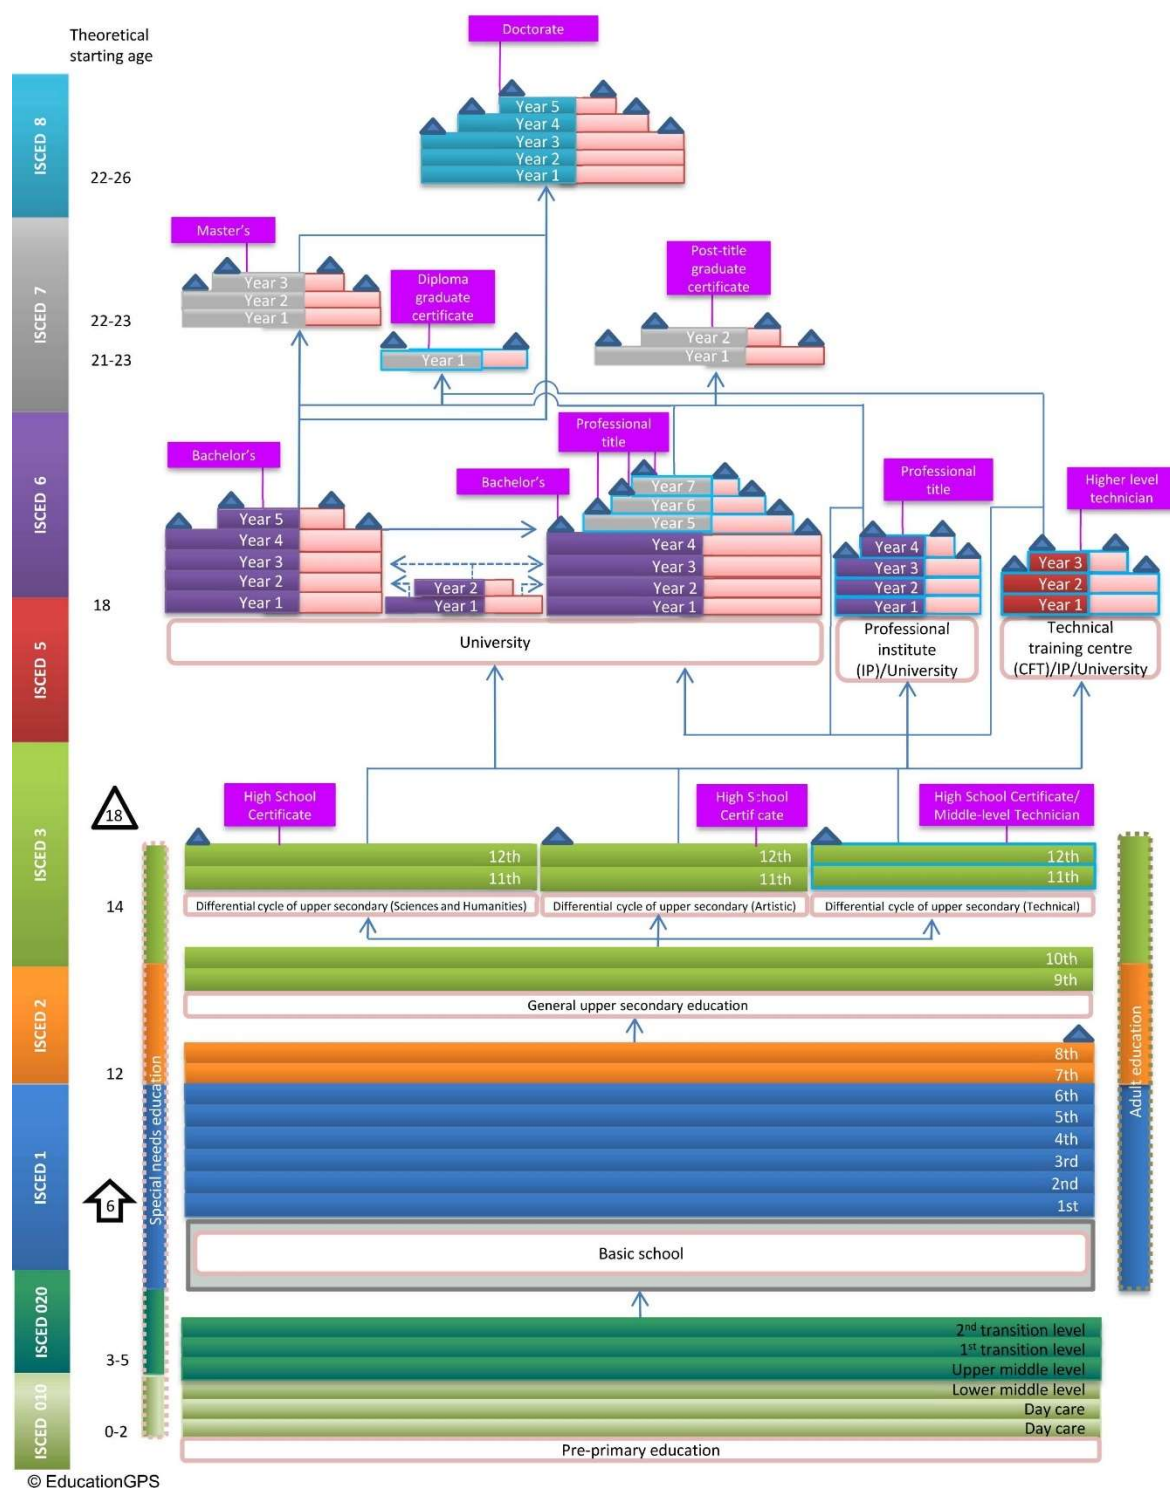 Theoretical
starting age
Doctorate
ISCED 8
Year 5
Year 4
Year 3
Year 2
Year 1
22-26
Master's
Post-title
graduate
certificate
Diploma
graduate
certificate
ISCED 7
Year 3
Year 2
Year 1
22-23
Year 2
Year 1
21-23
Year 1
Professional
title
Bachelor's
Bachelor's
Professional
title
Higher level
technician
ISCED 6
Year 5
Year 4
Year 3
Year 2
Year 1
Year 2
Year 1
Year 7
Year 6
Year 5
Year 4
Year 3
Year 2
Year 1
Year 4
Year 3
Year 2
Year 1
Year 3
Year 2
Year 1
18
University
Professional
institute
(IP)/University
Technical
training centre
(CFT)/IP/University
ISCED 5
High School
Certificate
High School
Certificate
High School Certificate/
Middle-level Technician
18
ISCED 3
12th
11th
12th
11th
12th
11th
14
Differential cycle of upper secondary (Sciences and Humanities)
Differential cycle of upper secondary (Artistic)
Differential cycle of upper secondary (Technical)
10th
9th
General upper secondary education
ISCED 2
8th
7th
12
6th
5th
4th
3rd
2nd
1st
ISCED 1
6
Special needs education
Adult education
Basic school
ISCED 020
2nd transition level
1st transition level
Upper middle level
3-5
Lower middle level
Day care
Day care
ISCED 010
0-2
Pre-primary education
© EducationGPS